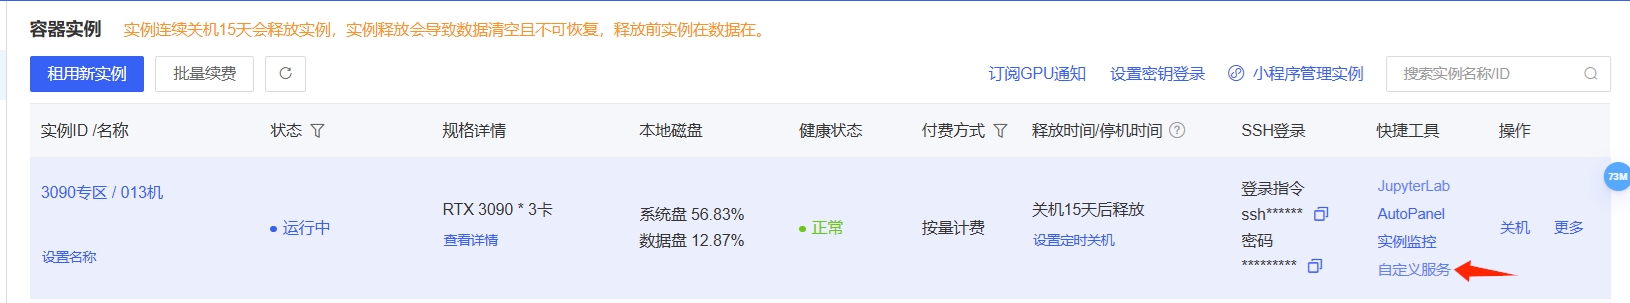 容器实例 实例连续关机15天会释放实例，实例释放会导致数据清空且不可恢复，释放前实例在数据在。
租用新实例 批量续费 订阅GPU通知 设置密钥登录 小程序管理实例 搜索实例名称/ID
实例ID /名称 状态 规格详情 本地磁盘 健康状态 付费方式 释放时间/停机时间 ? SSH登录 快捷工具 操作
3090专区 / 013机
设置名称
运行中
RTX 3090 * 3卡
查看详情
系统盘 56.83%
数据盘 12.87%
正常
按量计费
关机15天后释放
设置定时关机
登录指令
ssh******
密码
*********
JupyterLab
AutoPanel
实例监控
自定义服务
关机 更多
73M